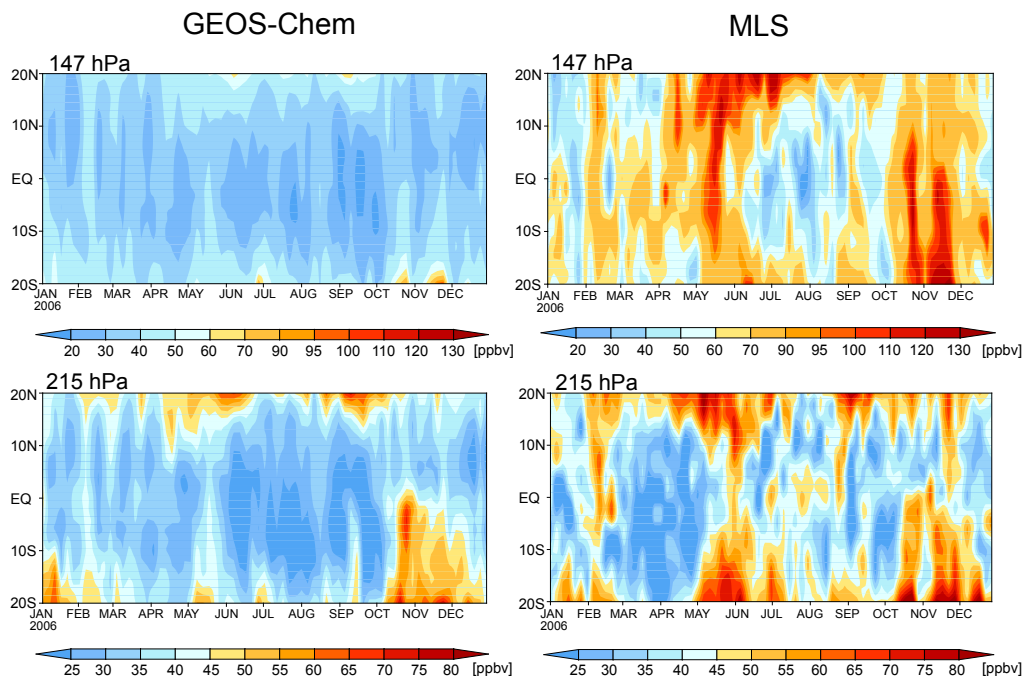 GEOS-Chem
MLS
147 hPa
147 hPa
20N
10N
EQ
10S
20S
20N
10N
EQ
10S
20S
JAN FEB MAR APR MAY JUN JUL AUG SEP OCT NOV DEC
2006
JAN FEB MAR APR MAY JUN JUL AUG SEP OCT NOV DEC
2006
20 30 40 50 60 70 90 95 100 110 120 130 [ppbv]
20 30 40 50 60 70 90 95 100 110 120 130 [ppbv]
215 hPa
215 hPa
20N
10N
EQ
10S
20S
20N
10N
EQ
10S
20S
JAN FEB MAR APR MAY JUN JUL AUG SEP OCT NOV DEC
2006
JAN FEB MAR APR MAY JUN JUL AUG SEP OCT NOV DEC
2006
25 30 35 40 45 50 55 60 65 70 75 80 [ppbv]
25 30 35 40 45 50 55 60 65 70 75 80 [ppbv]